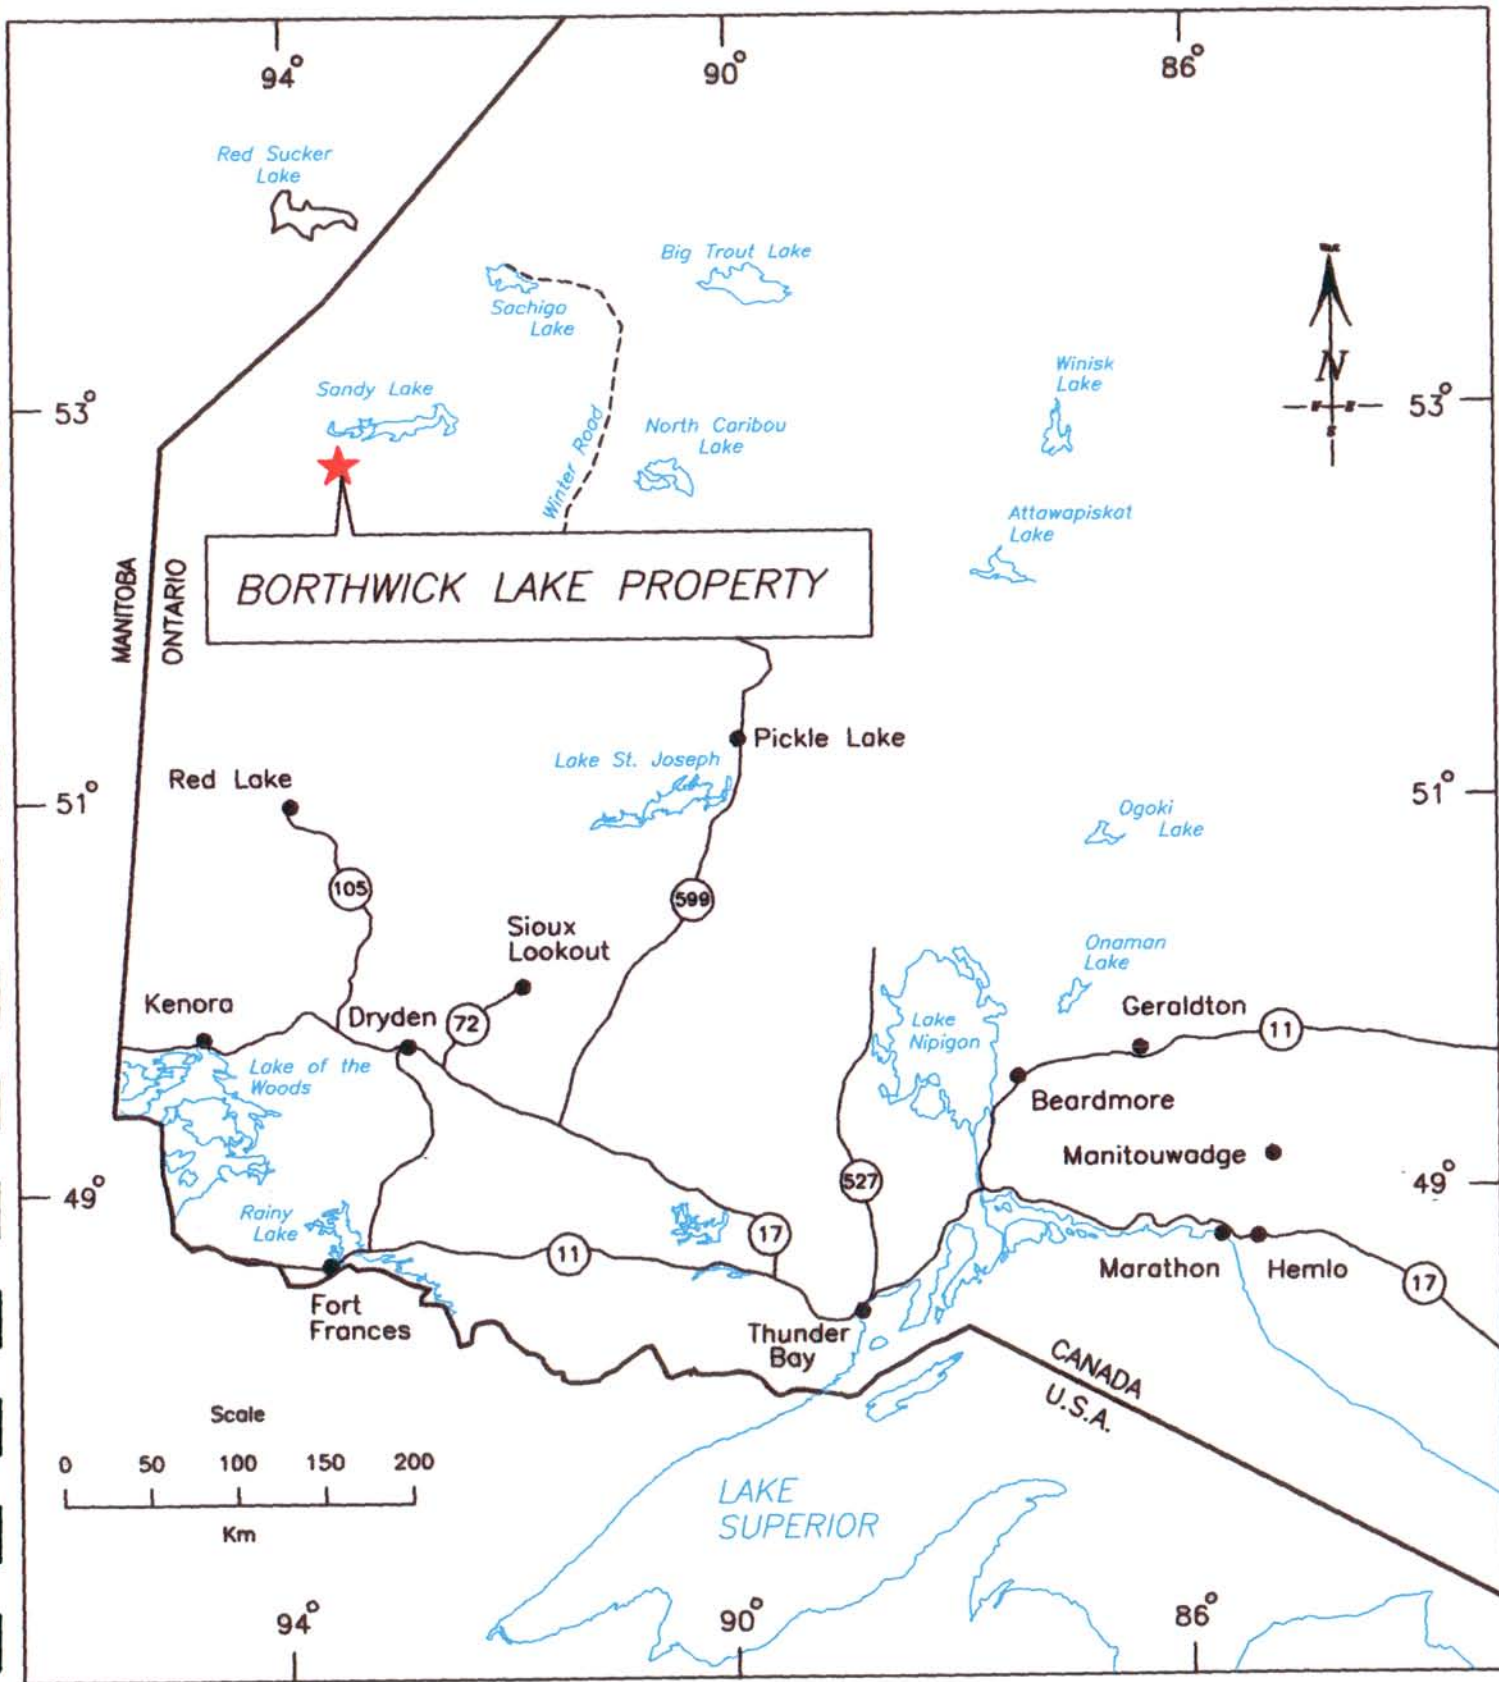 94°
90°
86°
Red Sucker
Lake
Big Trout Lake
Sachigo
Lake
Winisk
Lake
N
Sandy Lake
53°
53°
North Caribou
Lake
Winter Road
Attawapiskat
Lake
MANITOBA
ONTARIO
BORTHWICK LAKE PROPERTY
Pickle Lake
Lake St. Joseph
Red Lake
51°
51°
Ogoki
Lake
105
599
Sioux
Lookout
Onaman
Lake
Kenora
Dryden
72
Lake
Nipigon
Geraldton
11
Lake of the
Woods
Beardmore
Manitouwadge
49°
49°
527
Rainy
Lake
17
11
Marathon
Hemlo
17
Fort
Frances
Thunder
Bay
CANADA
U.S.A.
Scale
0 50 100 150 200
Km
LAKE
SUPERIOR
94°
90°
86°